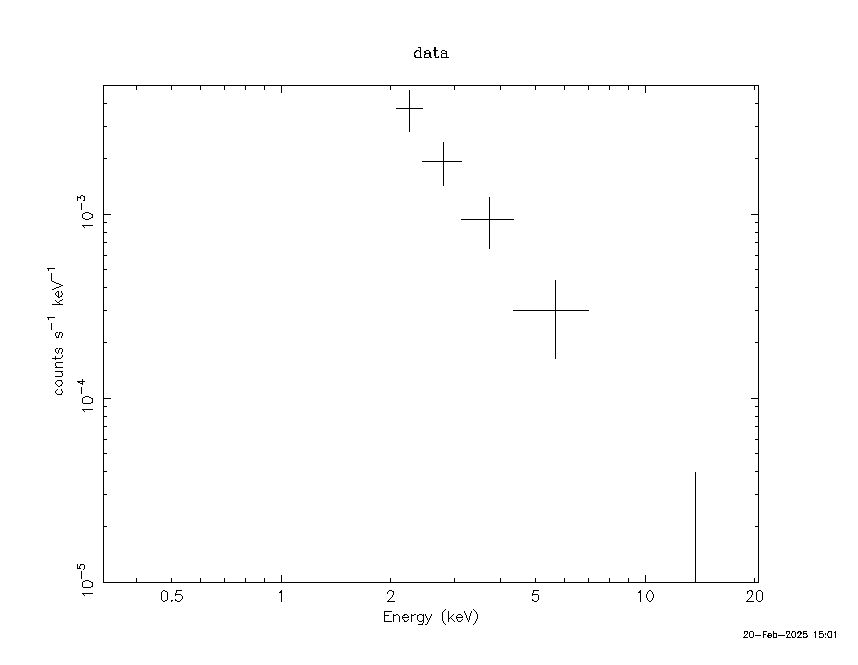 data
counts s⁻¹ keV⁻¹
10⁻³
10⁻⁴
10⁻⁵
0.5 1 2 5 10 20
Energy (keV)
20-Feb-2025 15:01